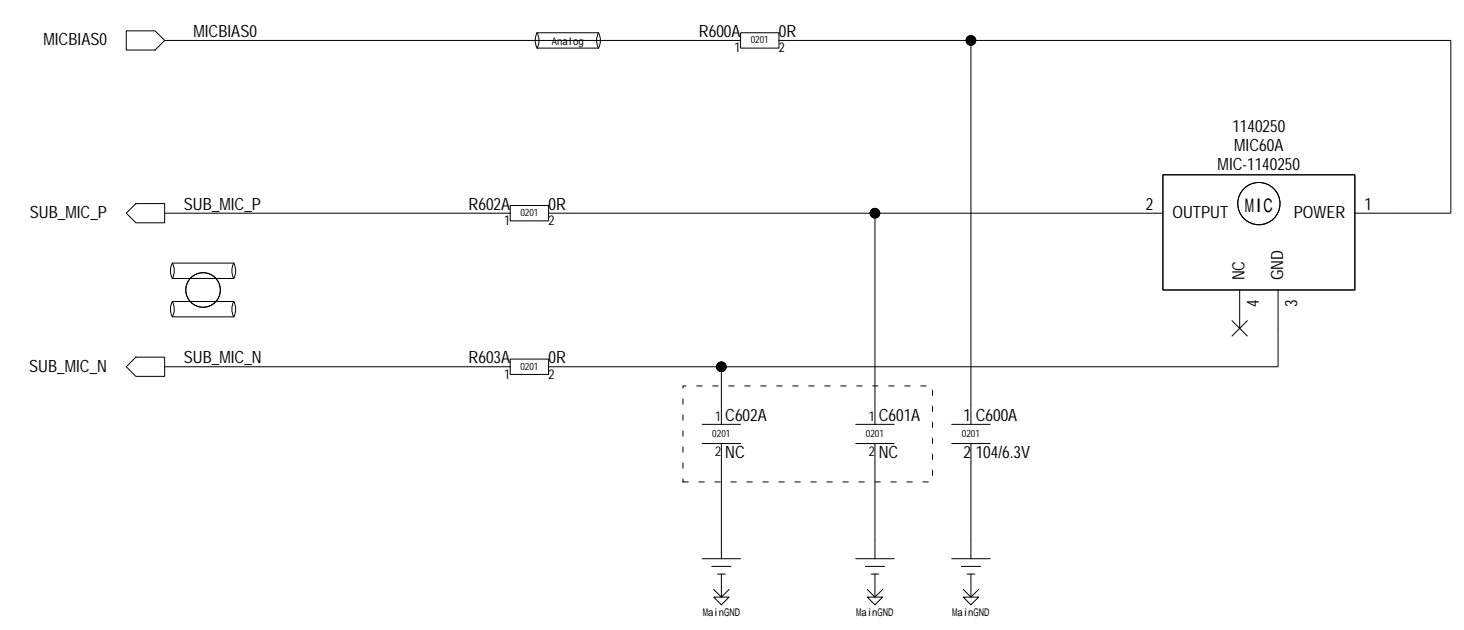 MICBIAS0
MICBIAS0
Analog
R600A
0R
1
0201
2
1140250
MIC60A
MIC-1140250
SUB_MIC_P
SUB_MIC_P
R602A
0R
1
0201
2
2
OUTPUT
MIC
POWER
1
NC
GND
4
3
SUB_MIC_N
SUB_MIC_N
R603A
0R
1
0201
2
1 C602A
0201
2 NC
1 C601A
0201
2 NC
1 C600A
0201
2 104/6.3V
MainGND
MainGND
MainGND